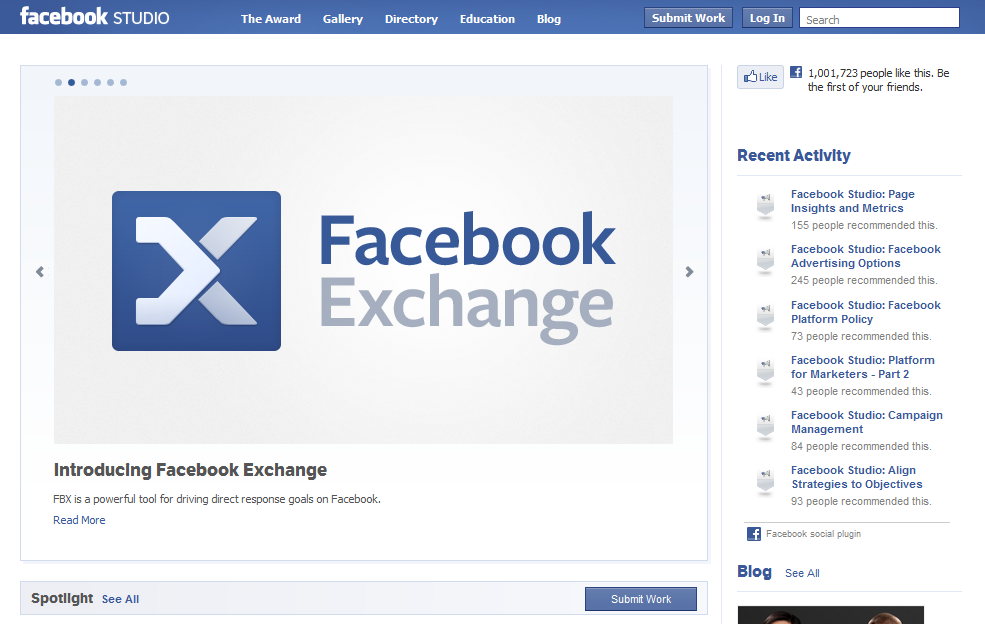 facebook STUDIO
The Award
Gallery
Directory
Education
Blog
Submit Work
Log In
Search
Like
1,001,723 people like this. Be
the first of your friends.
Facebook
Exchange
Introducing Facebook Exchange
FBX is a powerful tool for driving direct response goals on Facebook.
Read More
Spotlight See All
Submit Work
Recent Activity
Facebook Studio: Page
Insights and Metrics
155 people recommended this.
Facebook Studio: Facebook
Advertising Options
245 people recommended this.
Facebook Studio: Facebook
Platform Policy
73 people recommended this.
Facebook Studio: Platform
for Marketers - Part 2
43 people recommended this.
Facebook Studio: Campaign
Management
84 people recommended this.
Facebook Studio: Align
Strategies to Objectives
93 people recommended this.
Facebook social plugin
Blog See All